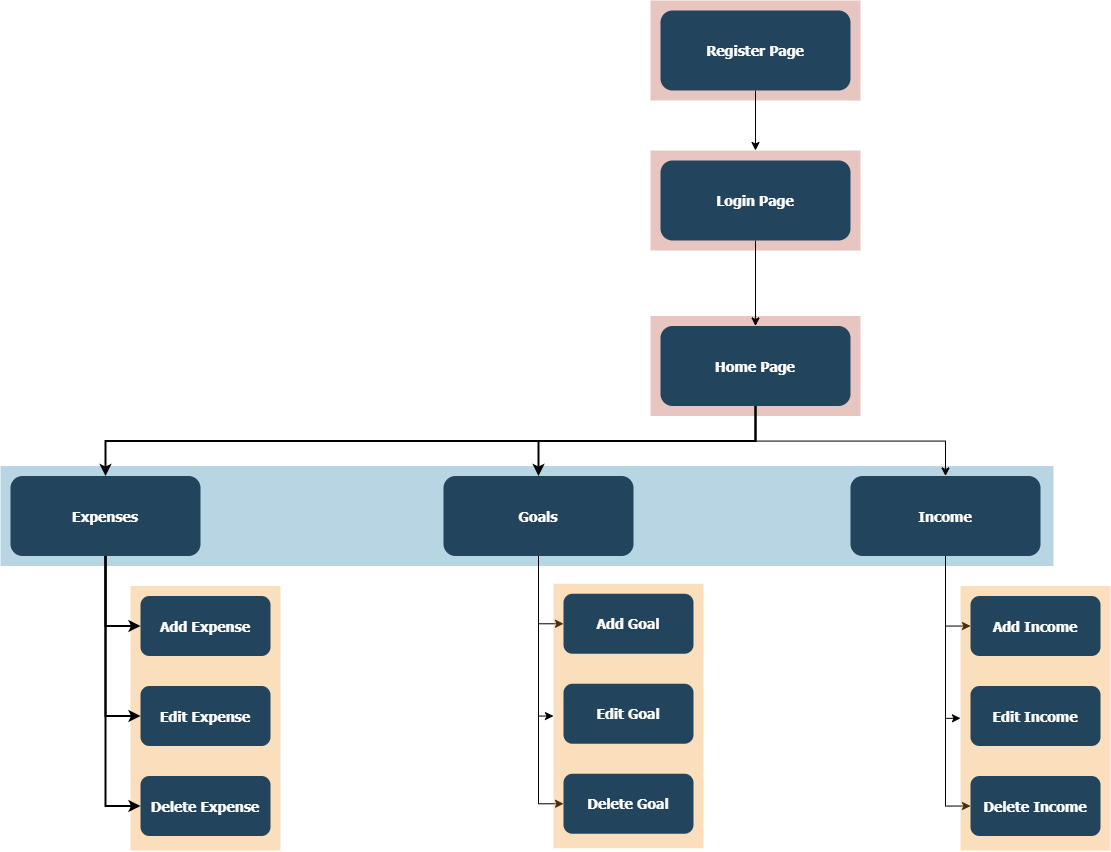 Register Page
Login Page
Home Page
Expenses
Goals
Income
Add Expense
Edit Expense
Delete Expense
Add Goal
Edit Goal
Delete Goal
Add Income
Edit Income
Delete Income